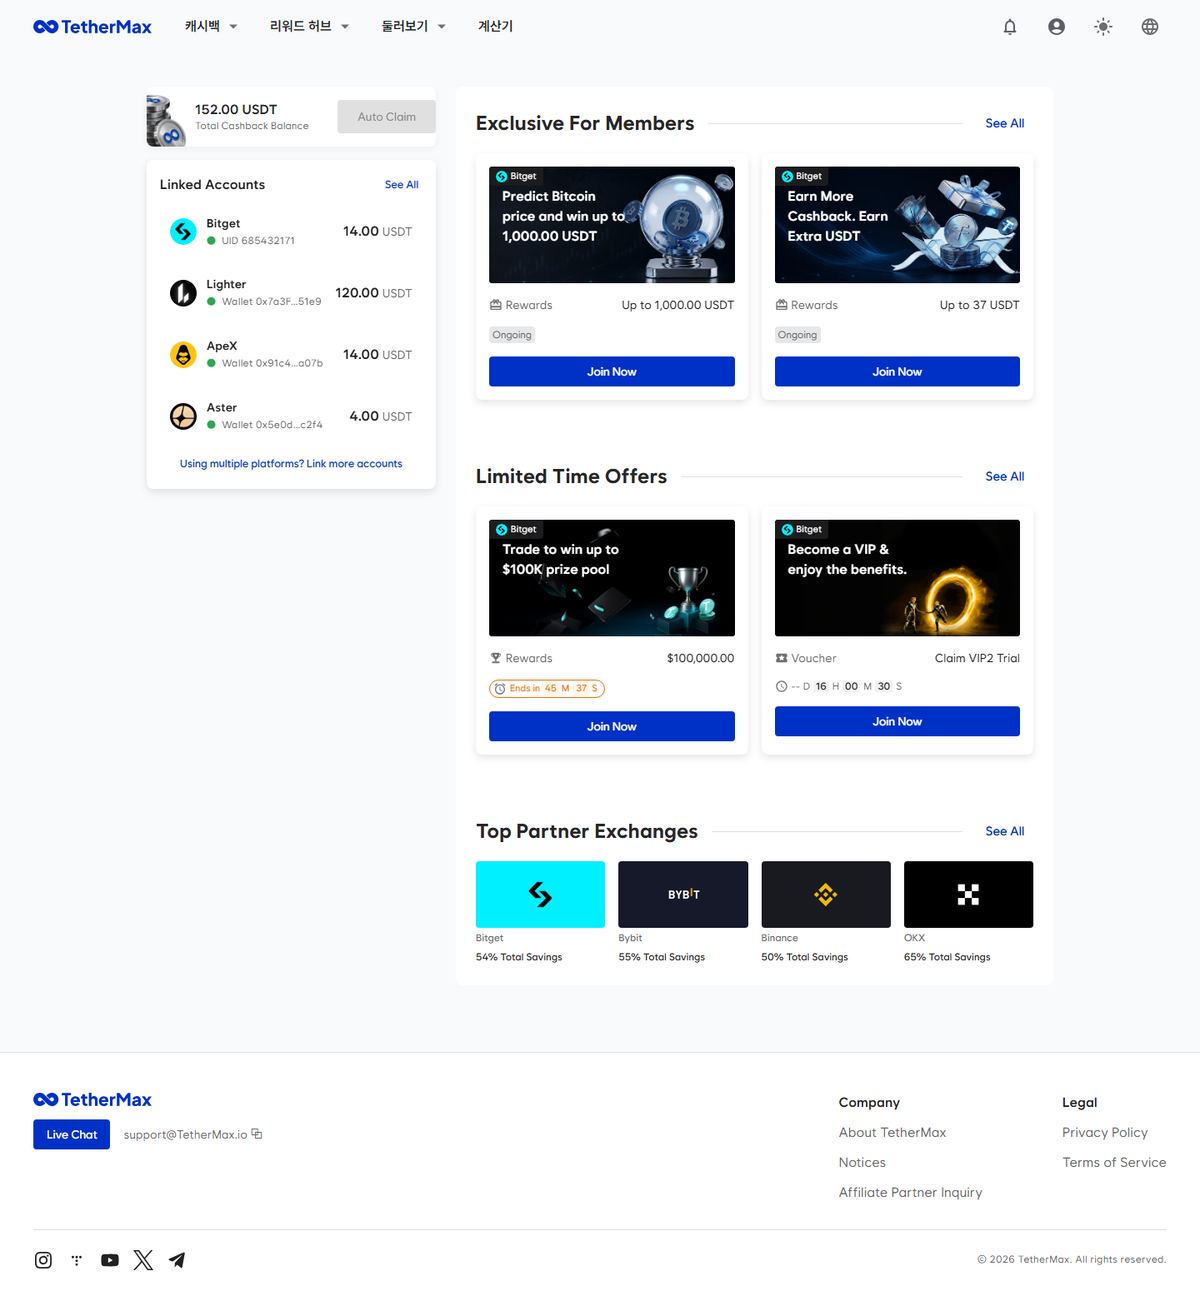 TetherMax
캐시백
리워드 허브
둘러보기
계산기
152.00 USDT
Total Cashback Balance
Auto Claim
Linked Accounts
See All
Bitget
UID 685432171
14.00 USDT
Lighter
Wallet 0x7a3F...51e9
120.00 USDT
ApeX
Wallet 0x91c4...a07b
14.00 USDT
Aster
Wallet 0x5e0d...c2f4
4.00 USDT
Using multiple platforms? Link more accounts
Exclusive For Members
See All
Bitget
Predict Bitcoin
price and win up to
1,000.00 USDT
Rewards
Up to 1,000.00 USDT
Ongoing
Join Now
Bitget
Earn More
Cashback. Earn
Extra USDT
Rewards
Up to 37 USDT
Ongoing
Join Now
Limited Time Offers
See All
Bitget
Trade to win up to
$100K prize pool
Rewards
$100,000.00
Ends in 45 M 37 S
Join Now
Bitget
Become a VIP &
enjoy the benefits.
Voucher
Claim VIP2 Trial
-- D 16 H 00 M 30 S
Join Now
Top Partner Exchanges
See All
Bitget
54% Total Savings
BYBIT
Bybit
55% Total Savings
Binance
50% Total Savings
OKX
65% Total Savings
TetherMax
Live Chat
support@TetherMax.io
Company
About TetherMax
Notices
Affiliate Partner Inquiry
Legal
Privacy Policy
Terms of Service
© 2026 TetherMax. All rights reserved.